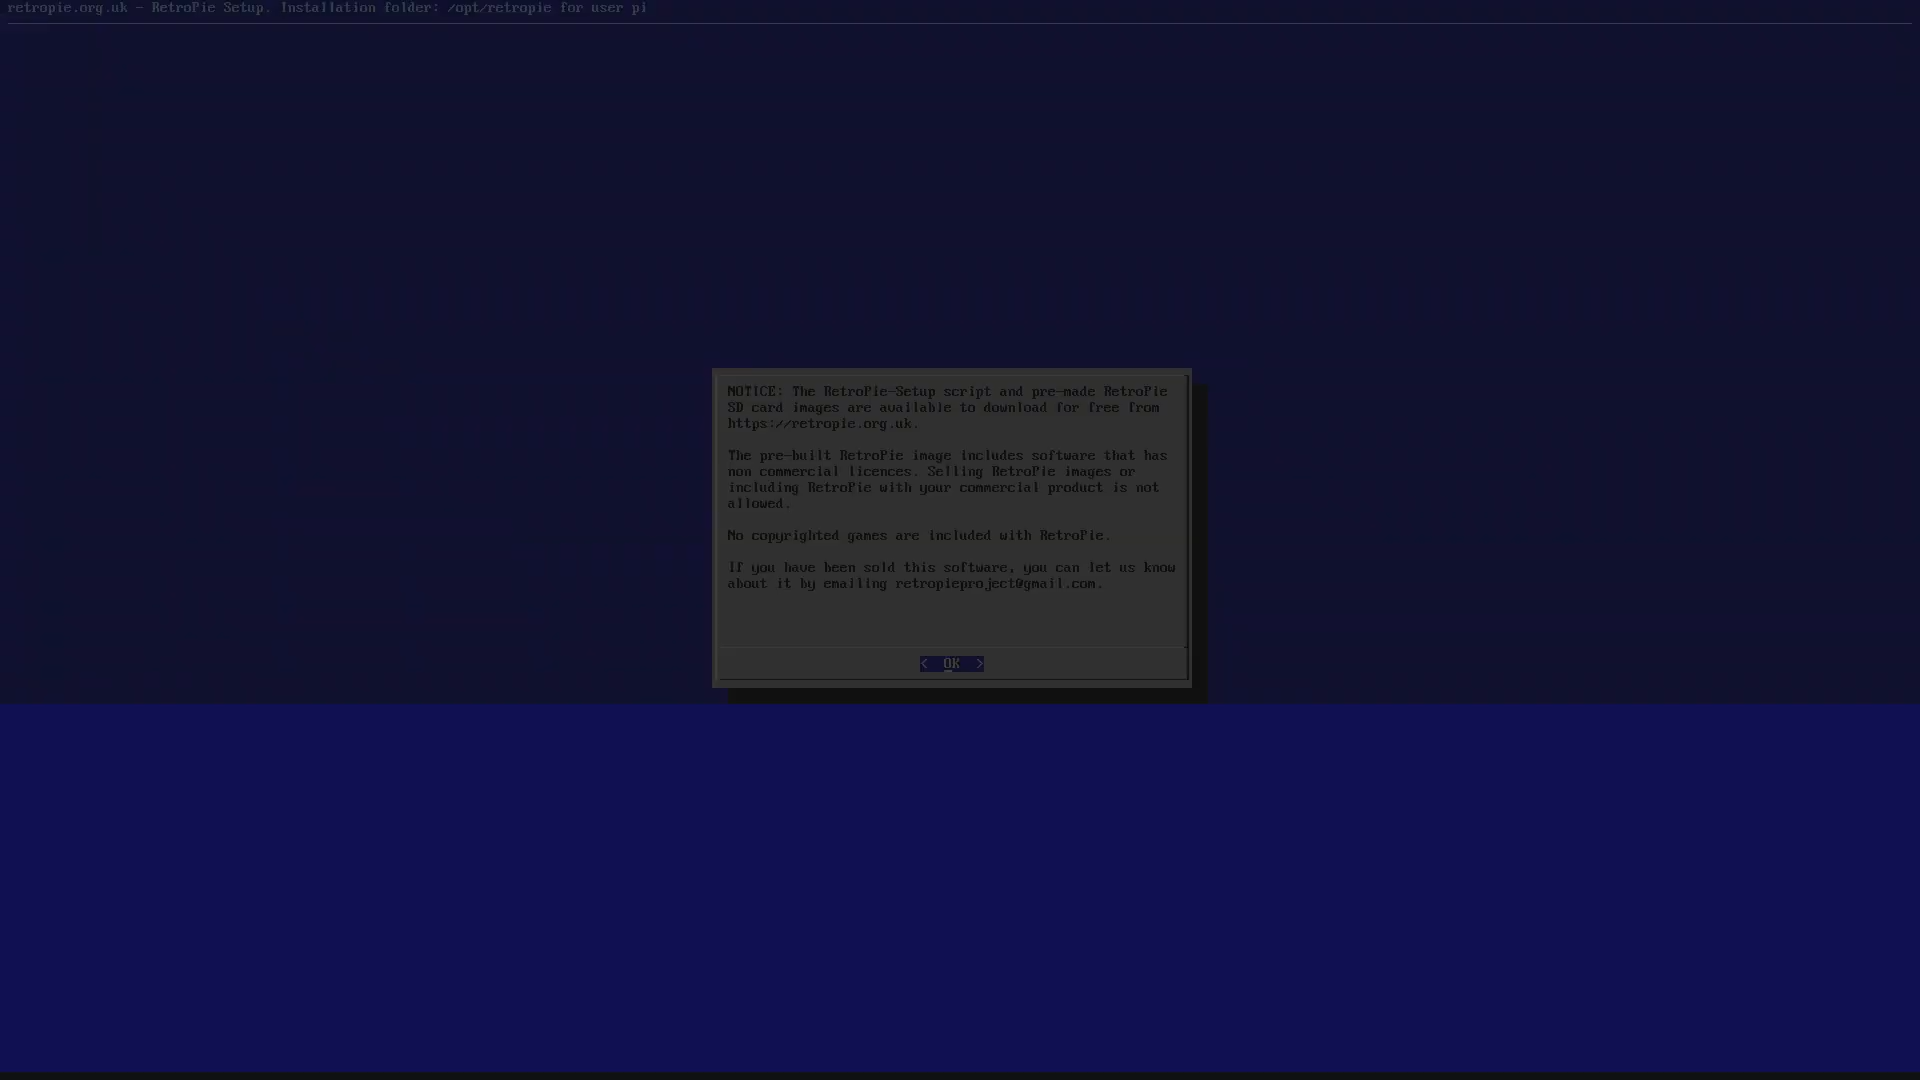 retropie.org.uk - RetroPie Setup. Installation folder: /opt/retropie for user pi
NOTICE: The RetroPie-Setup script and pre-made RetroPie
SD card images are available to download for free from
https://retropie.org.uk.
The pre-built RetroPie image includes software that has
non commercial licences. Selling RetroPie images or
including RetroPie with your commercial product is not
allowed.
No copyrighted games are included with RetroPie.
If you have been sold this software, you can let us know
about it by emailing retropieproject@gmail.com.
< OK >